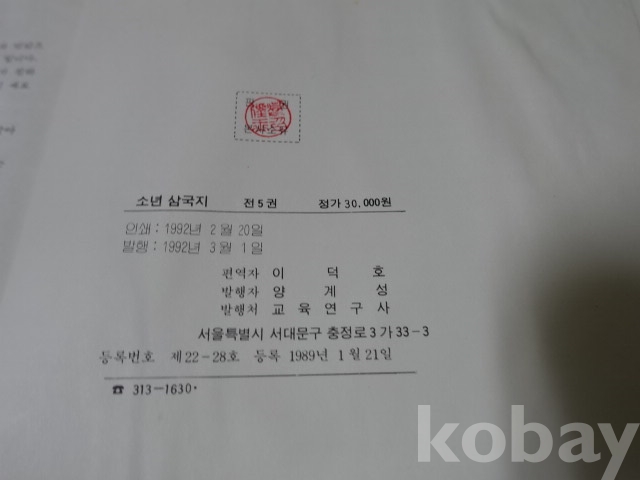 소년 삼국지 전5권 정가 30,000원
인쇄 : 1992년 2월 20일
발행 : 1992년 3월 1일
편역자 이 덕 호
발행자 양 계 성
발행처 교 육 연 구 사
서울특별시 서대문구 충정로3가 33-3
등록번호 제22-28호 등록 1989년 1월 21일
☎ 313-1630·
kobay